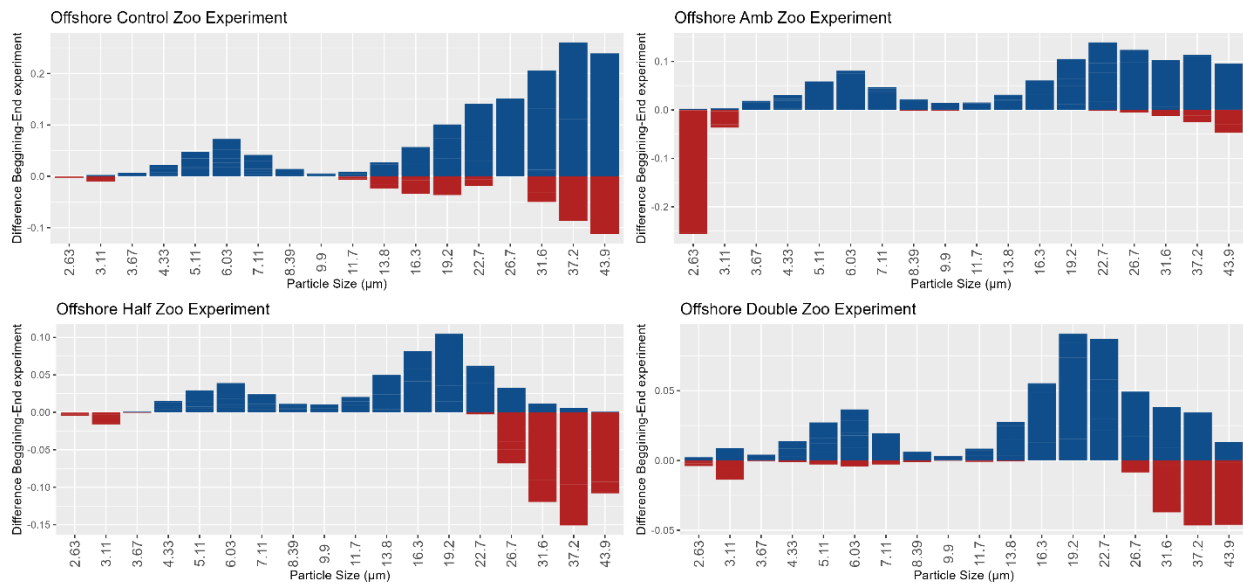 Offshore Control Zoo Experiment
Difference Beggining-End experiment
0.2
0.1
0.0
-0.1
2.63 3.11 3.67 4.33 5.11 6.03 7.11 8.39 9.9 11.7 13.8 16.3 19.2 22.7 26.7 31.6 37.2 43.9
Particle Size (µm)
Offshore Amb Zoo Experiment
Difference Beggining-End experiment
0.1
0.0
-0.1
-0.2
2.63 3.11 3.67 4.33 5.11 6.03 7.11 8.39 9.9 11.7 13.8 16.3 19.2 22.7 26.7 31.6 37.2 43.9
Particle Size (µm)
Offshore Half Zoo Experiment
Difference Beggining-End experiment
0.10
0.05
0.00
-0.05
-0.10
-0.15
2.63 3.11 3.67 4.33 5.11 6.03 7.11 8.39 9.9 11.7 13.8 16.3 19.2 22.7 26.7 31.6 37.2 43.9
Particle Size (µm)
Offshore Double Zoo Experiment
Difference Beggining-End experiment
0.05
0.00
-0.05
2.63 3.11 3.67 4.33 5.11 6.03 7.11 8.39 9.9 11.7 13.8 16.3 19.2 22.7 26.7 31.6 37.2 43.9
Particle Size (µm)